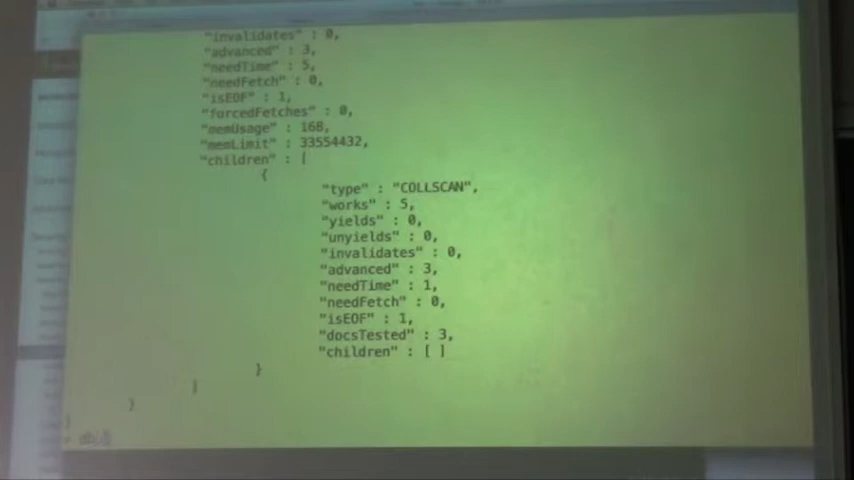 "invalidates" : 0,
"advanced" : 3,
"needTime" : 5,
"needFetch" : 0,
"isEOF" : 1,
"forcedFetches" : 0,
"memUsage" : 168,
"memLimit" : 33554432,
"children" : [
{
"type" : "COLLSCAN",
"works" : 5,
"yields" : 0,
"unyields" : 0,
"invalidates" : 0,
"advanced" : 3,
"needTime" : 1,
"needFetch" : 0,
"isEOF" : 1,
"docsTested" : 3,
"children" : [ ]
}
]
}
}